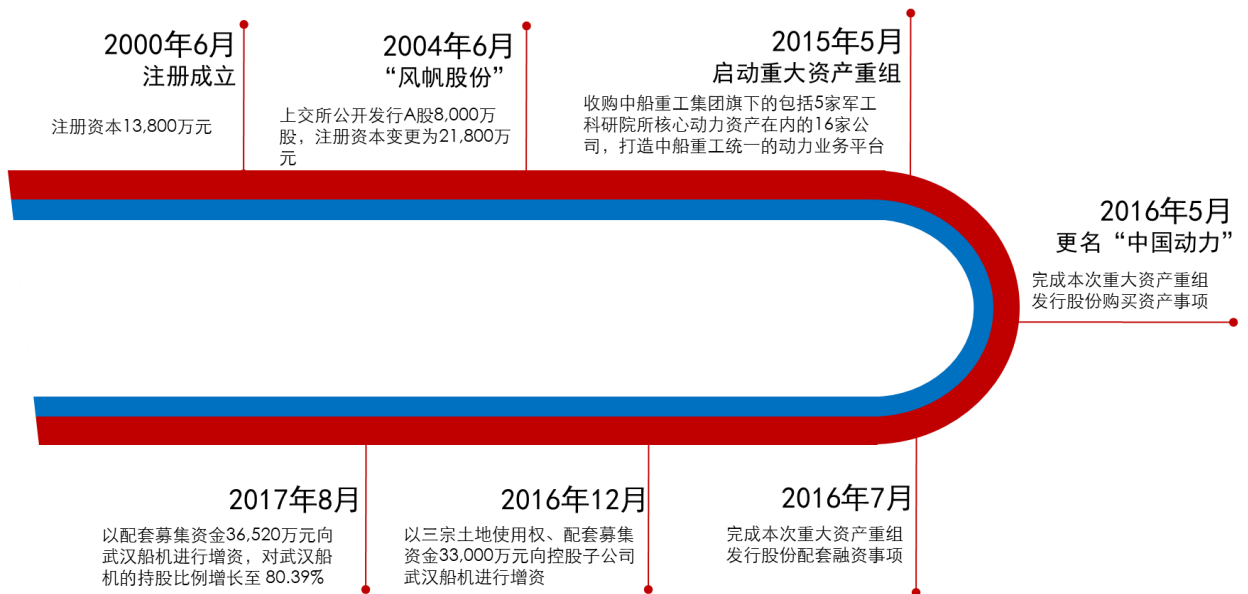 2000年6月
注册成立
注册资本13,800万元
2004年6月
“风帆股份”
上交所公开发行A股8,000万
股，注册资本变更为21,800万
元
2015年5月
启动重大资产重组
收购中船重工集团旗下的包括5家军工
科研院所核心动力资产在内的16家公
司，打造中船重工统一的动力业务平台
2016年5月
更名“中国动力”
完成本次重大资产重组
发行股份购买资产事项
2016年7月
完成本次重大资产重组
发行股份配套融资事项
2016年12月
以三宗土地使用权、配套募集
资金33,000万元向控股子公司
武汉船机进行增资
2017年8月
以配套募集资金36,520万元向
武汉船机进行增资，对武汉船
机的持股比例增长至 80.39%